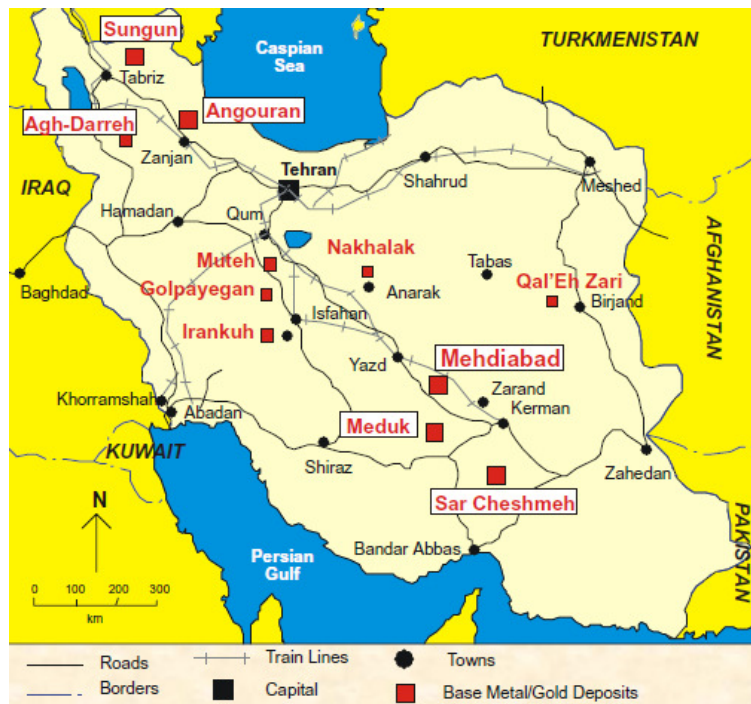 Sungun
Caspian
Sea
TURKMENISTAN
Tabriz
Angouran
Agh-Darreh
Zanjan
Tehran
Shahrud
Meshed
IRAQ
Hamadan
Qum
AFGHANISTAN
Muteh
Nakhalak
Tabas
Qal'Eh Zari
Baghdad
Golpayegan
Anarak
Birjand
Isfahan
Irankuh
Yazd
Mehdiabad
Khorramshah
Abadan
Zarand
Kerman
Meduk
KUWAIT
Shiraz
Zahedan
Sar Cheshmeh
N
PAKISTAN
Persian
Gulf
Bandar Abbas
0 100 200 300
km
Roads
Train Lines
Towns
Borders
Capital
Base Metal/Gold Deposits